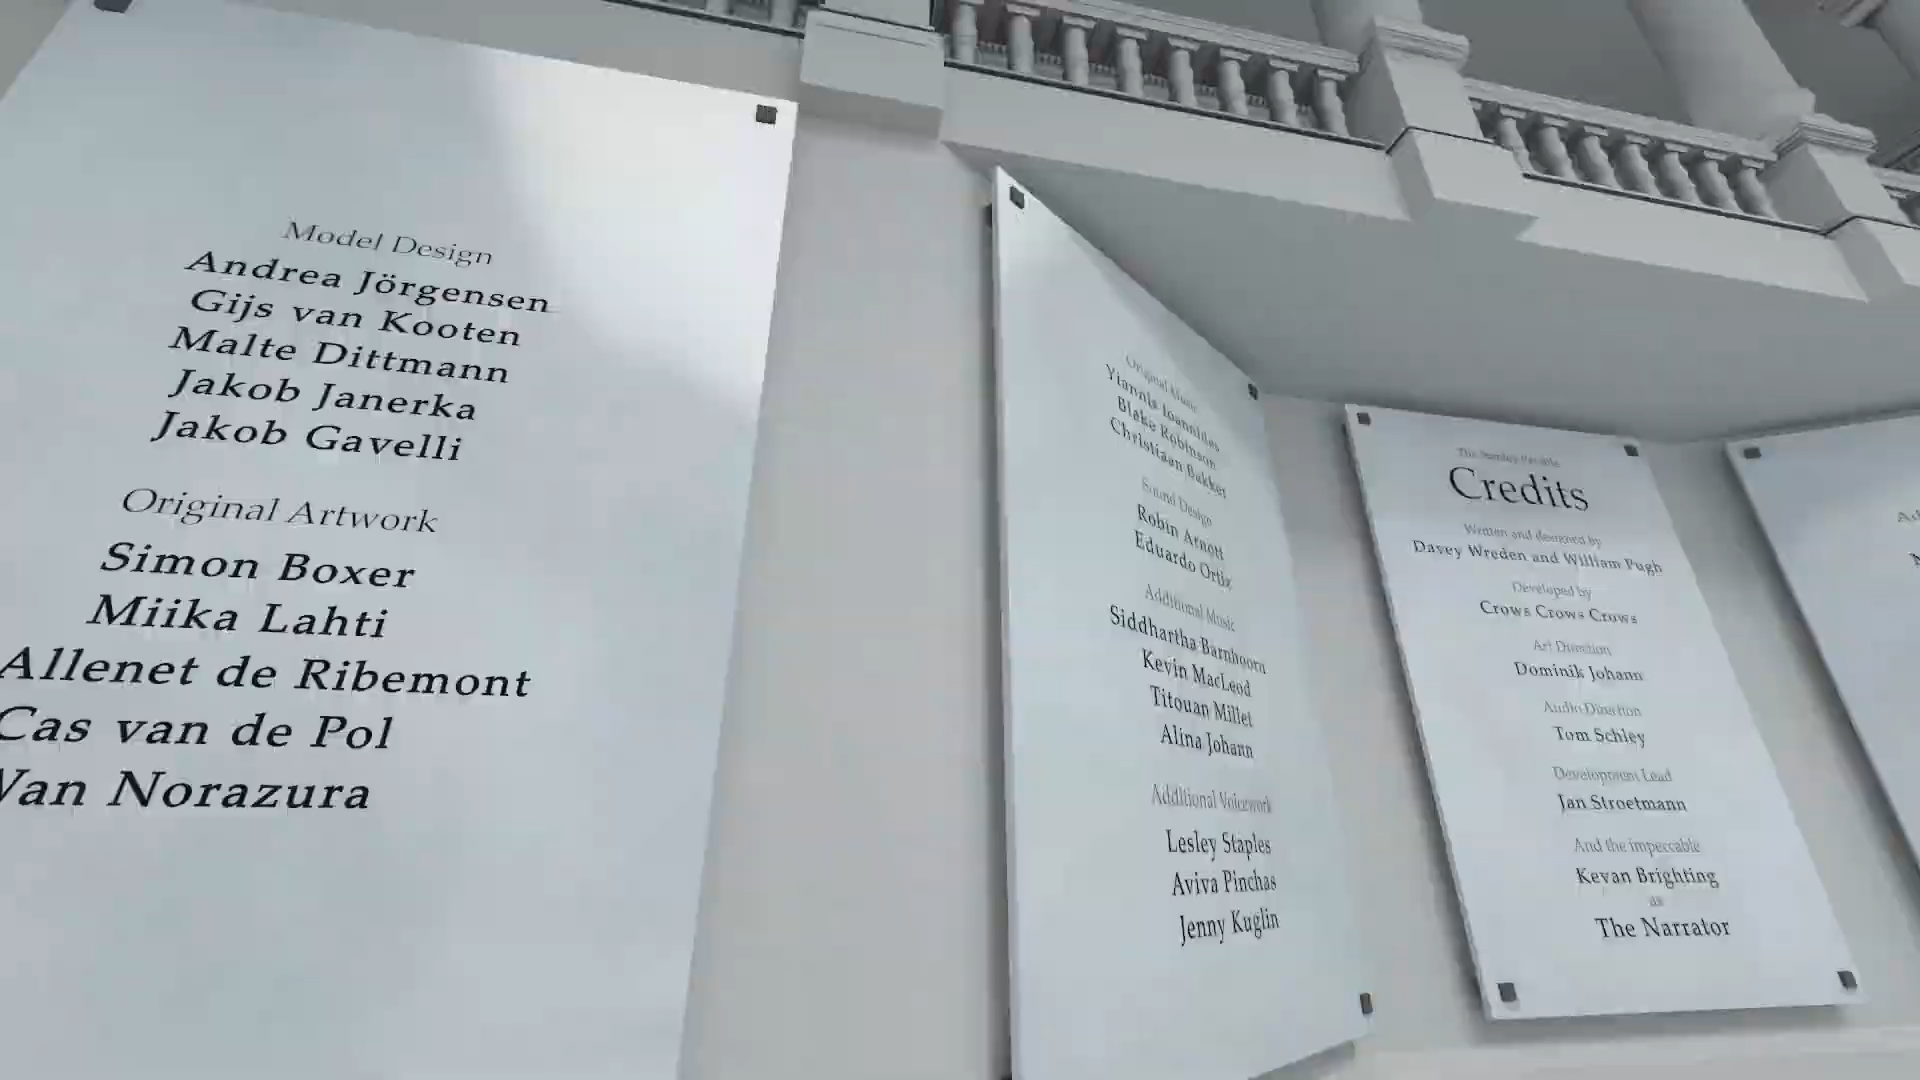 Model Design
Andrea Jörgensen
Gijs van Kooten
Malte Dittmann
Jakob Janerka
Jakob Gavelli
Original Artwork
Simon Boxer
Miika Lahti
Allenet de Ribemont
Cas van de Pol
Wan Norazura
Original Music
Yiannis Ioannides
Blake Robinson
Christiaan Bakker
Sound Design
Robin Arnott
Eduardo Ortiz
Additional Music
Siddhartha Barnhoorn
Kevin MacLeod
Titouan Millet
Alina Johann
Additional Voicework
Lesley Staples
Aviva Pinchas
Jenny Kuglin
The Stanley Parable
Credits
Written and designed by
Davey Wreden and William Pugh
Developed by
Crows Crows Crows
Art Direction
Dominik Johann
Audio Direction
Tom Schley
Development Lead
Jan Stroetmann
And the impeccable
Kevan Brighting
as
The Narrator